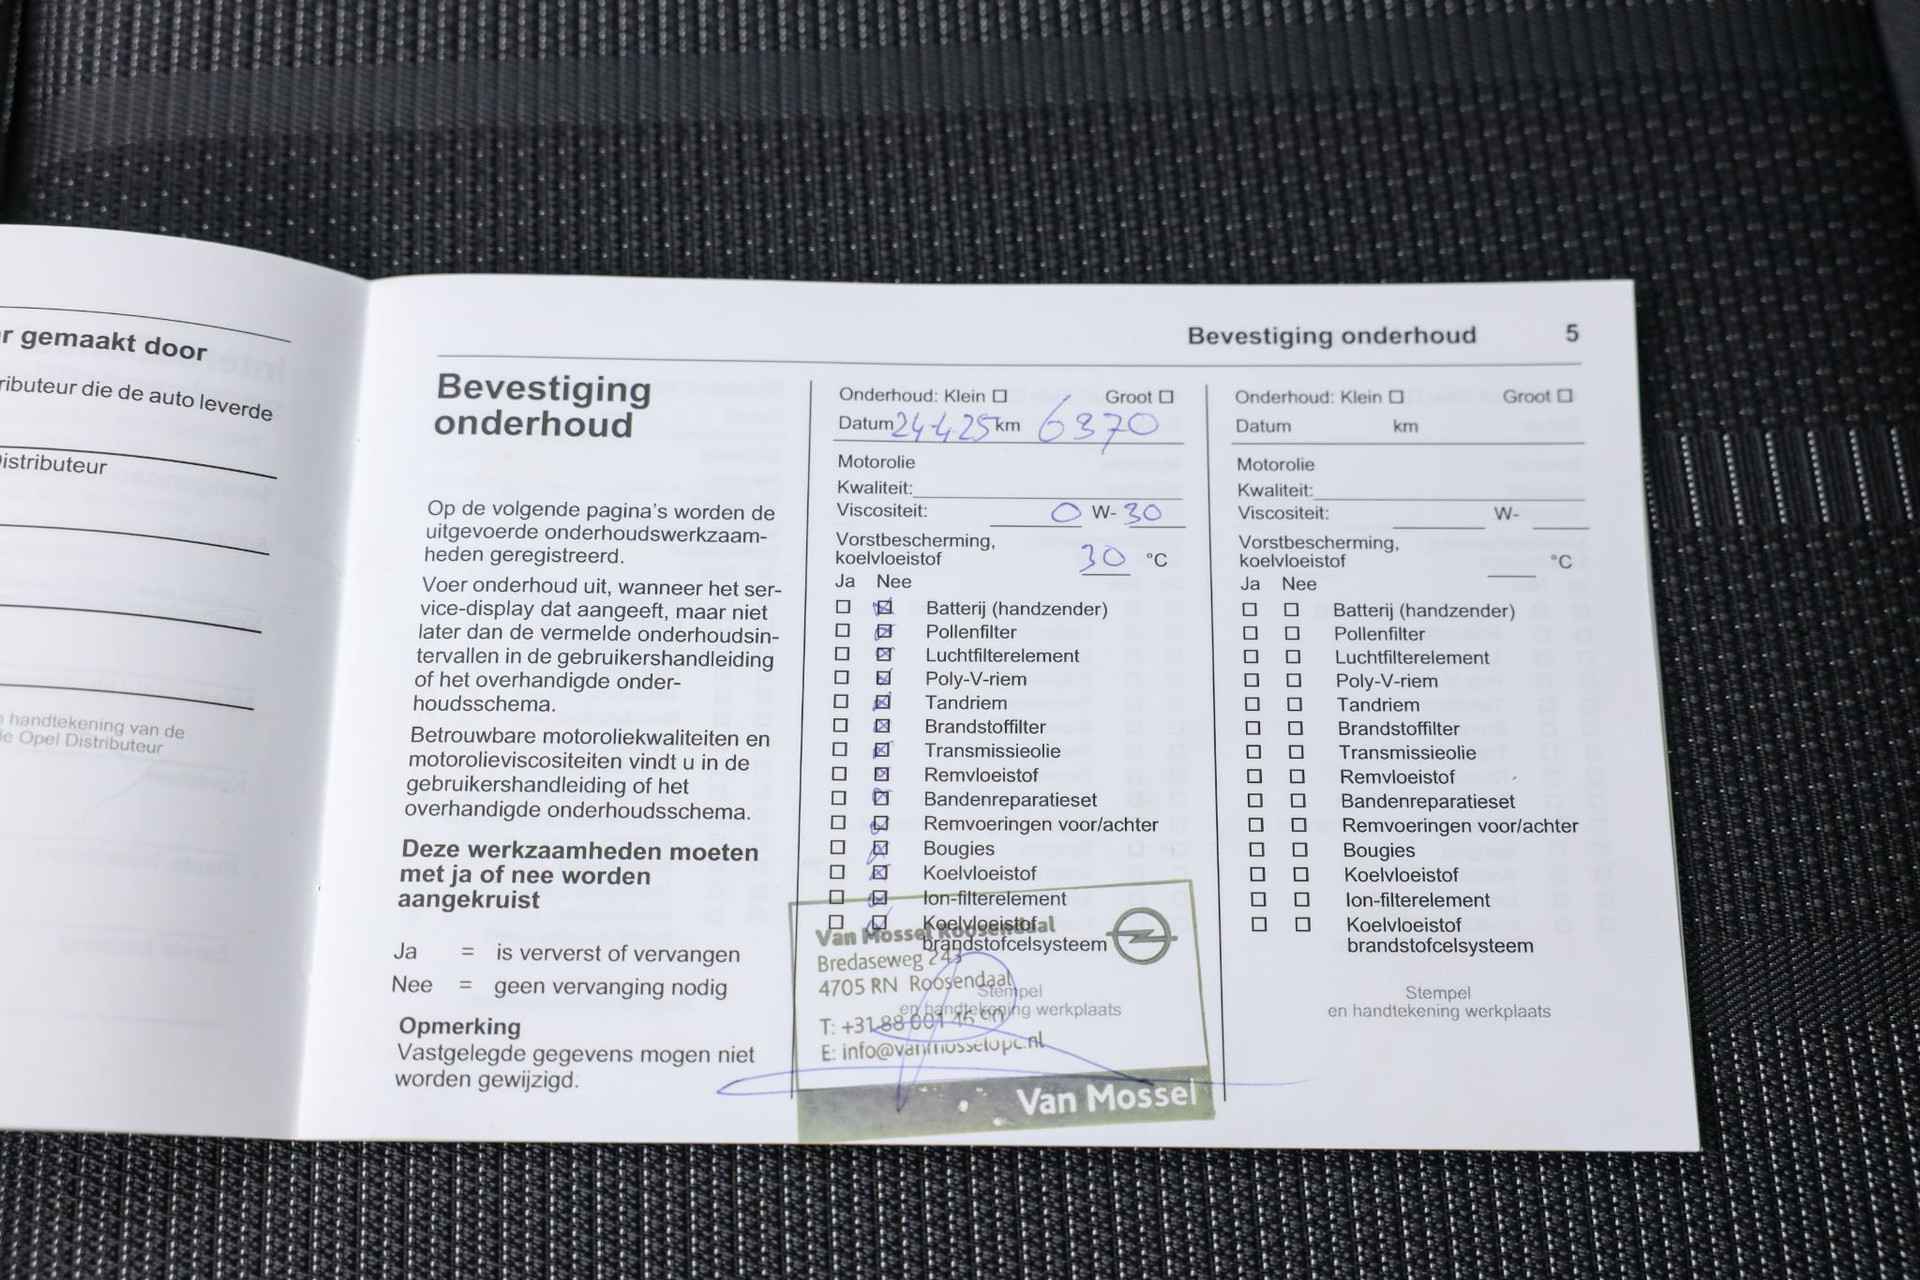 r gemaakt door
ributeur die de auto leverde
istributeur
handtekening van de
e Opel Distributeur
Bevestiging onderhoud 5
Bevestiging
onderhoud
Op de volgende pagina's worden de
uitgevoerde onderhoudswerkzaam-
heden geregistreerd.
Voer onderhoud uit, wanneer het ser-
vice-display dat aangeeft, maar niet
later dan de vermelde onderhoudsin-
tervallen in de gebruikershandleiding
of het overhandigde onder-
houdsschema.
Betrouwbare motoroliekwaliteiten en
motorolieviscositeiten vindt u in de
gebruikershandleiding of het
overhandigde onderhoudsschema.
Deze werkzaamheden moeten
met ja of nee worden
aangekruist
Ja = is ververst of vervangen
Nee = geen vervanging nodig
Opmerking
Vastgelegde gegevens mogen niet
worden gewijzigd.
Onderhoud: Klein Groot
Datum 24-4-25 km 6370
Motorolie
Kwaliteit:
Viscositeit: 0 W- 30
Vorstbescherming,
koelvloeistof 30 °C
Ja Nee
Batterij (handzender)
Pollenfilter
Luchtfilterelement
Poly-V-riem
Tandriem
Brandstoffilter
Transmissieolie
Remvloeistof
Bandenreparatieset
Remvoeringen voor/achter
Bougies
Koelvloeistof
Ion-filterelement
Koelvloeistof
brandstofcelsysteem
Stempel
en handtekening werkplaats
Van Mossel Roosendaal
Bredaseweg 243
4705 RN Roosendaal
T: +31 88 001 46
E: info@vanmosselopc.nl
Van Mossel
Onderhoud: Klein Groot
Datum km
Motorolie
Kwaliteit:
Viscositeit: W-
Vorstbescherming,
koelvloeistof °C
Ja Nee
Batterij (handzender)
Pollenfilter
Luchtfilterelement
Poly-V-riem
Tandriem
Brandstoffilter
Transmissieolie
Remvloeistof
Bandenreparatieset
Remvoeringen voor/achter
Bougies
Koelvloeistof
Ion-filterelement
Koelvloeistof
brandstofcelsysteem
Stempel
en handtekening werkplaats